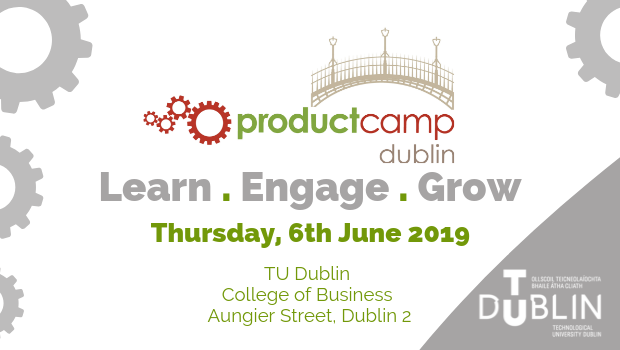 productcamp
dublin
Learn . Engage . Grow
Thursday, 6th June 2019
TU Dublin
College of Business
Aungier Street, Dublin 2
OLLSCOIL TEICNEOLAÍOCHTA
BHAILE ÁTHA CLIATH
TU DUBLIN
TECHNOLOGICAL
UNIVERSITY DUBLIN